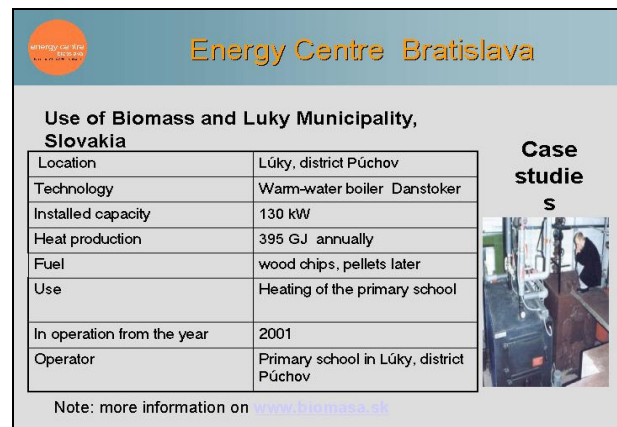 energy centre
Energy Centre Bratislava
Use of Biomass and Luky Municipality,
Slovakia
Case
studie
s
Location Lúky, district Púchov
Technology Warm-water boiler Danstoker
Installed capacity 130 kW
Heat production 395 GJ annually
Fuel wood chips, pellets later
Use Heating of the primary school
In operation from the year 2001
Operator Primary school in Lúky, district
Púchov
Note: more information on www.biomasa.sk